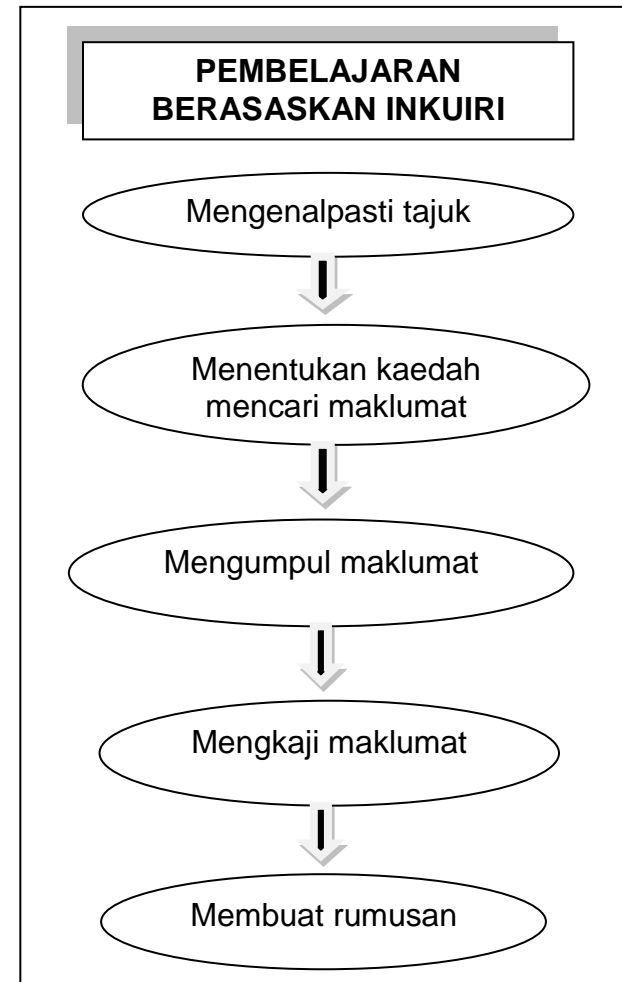 PEMBELAJARAN
BERASASKAN INKUIRI
Mengenalpasti tajuk
Menentukan kaedah
mencari maklumat
Mengumpul maklumat
Mengkaji maklumat
Membuat rumusan